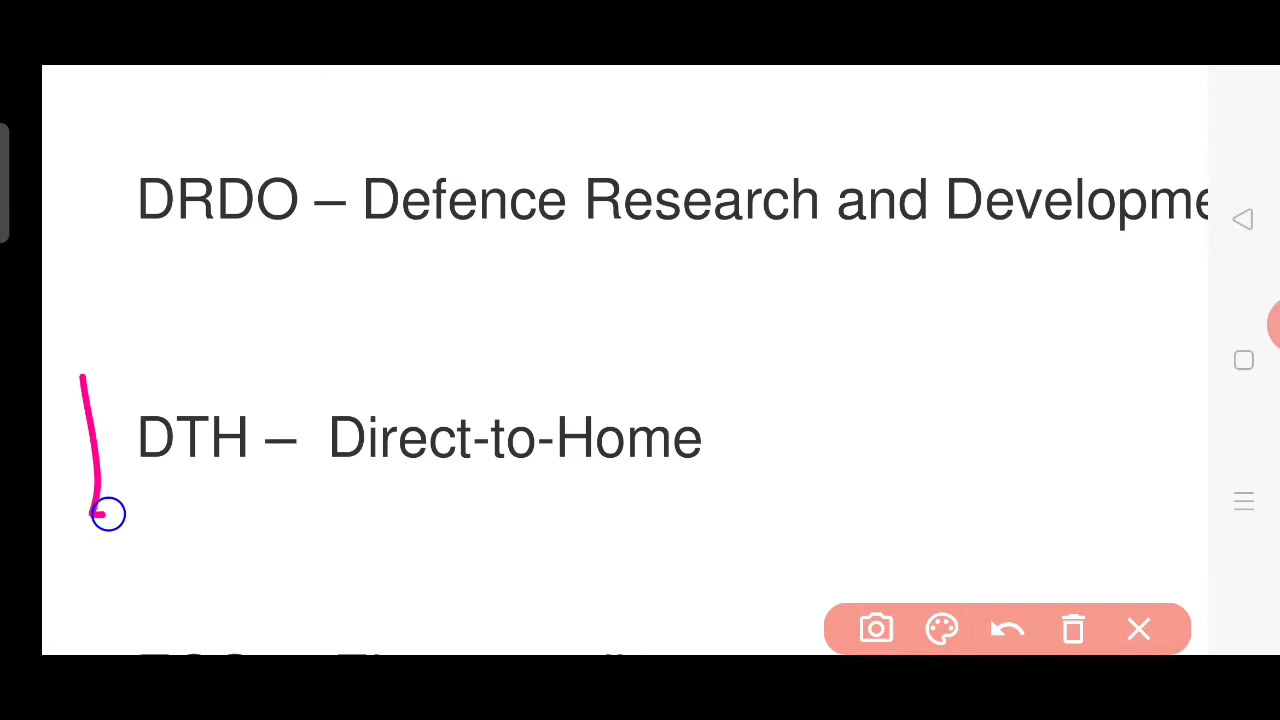 DRDO – Defence Research and Developme
DTH – Direct-to-Home